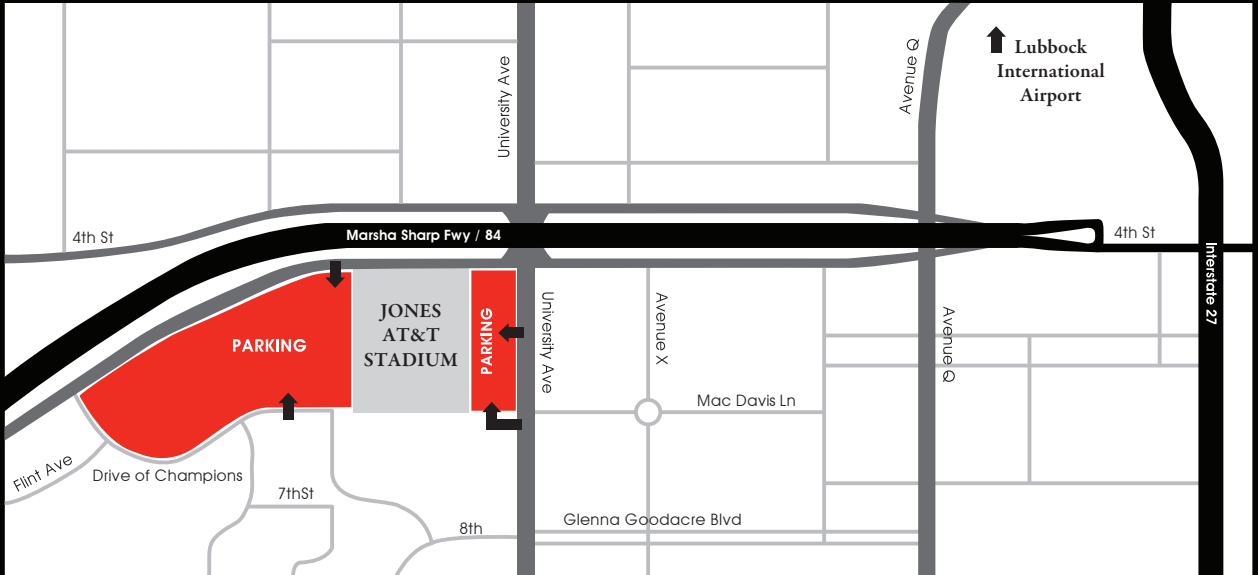 University Ave
Avenue Q
Lubbock
International
Airport
4th St
Marsha Sharp Fwy / 84
4th St
Interstate 27
JONES
AT&T
STADIUM
PARKING
PARKING
University Ave
Avenue X
Avenue Q
Mac Davis Ln
Flint Ave
Drive of Champions
7thSt
8th
Glenna Goodacre Blvd